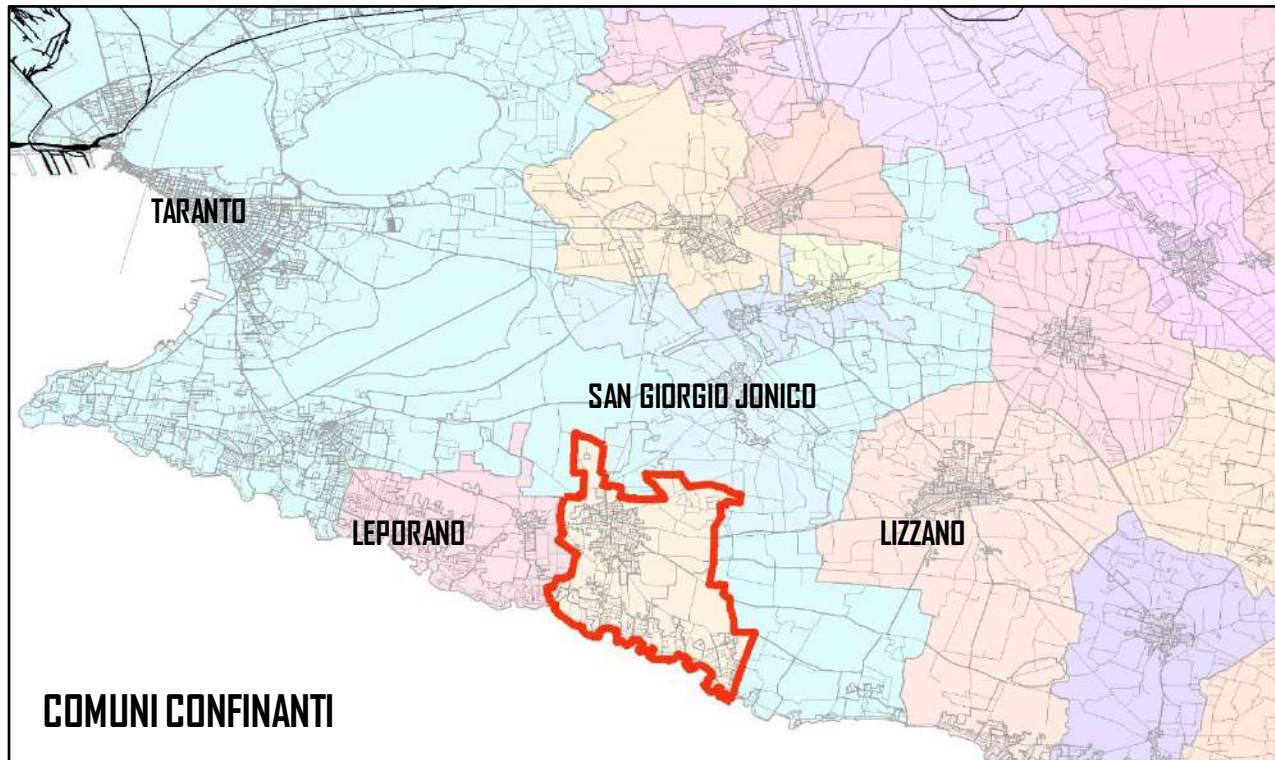 TARANTO
SAN GIORGIO JONICO
LEPORANO
LIZZANO
COMUNI CONFINANTI